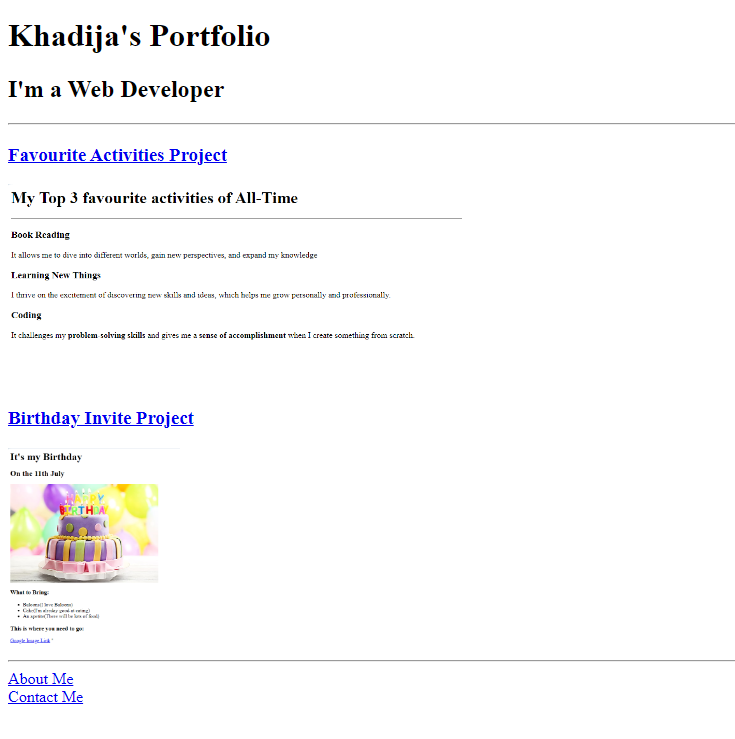 Khadija's Portfolio
I'm a Web Developer
Favourite Activities Project
My Top 3 favourite activities of All-Time
Book Reading
It allows me to dive into different worlds, gain new perspectives, and expand my knowledge
Learning New Things
I thrive on the excitement of discovering new skills and ideas, which helps me grow personally and professionally.
Coding
It challenges my problem-solving skills and gives me a sense of accomplishment when I create something from scratch.
Birthday Invite Project
It's my Birthday
On the 11th July
HAPPY
BIRTHDAY
What to Bring:
(I love
Cake(I'm good at eating)
An (There will be lots of food)
This is where you need to go:
Google Image Link
About Me
Contact Me